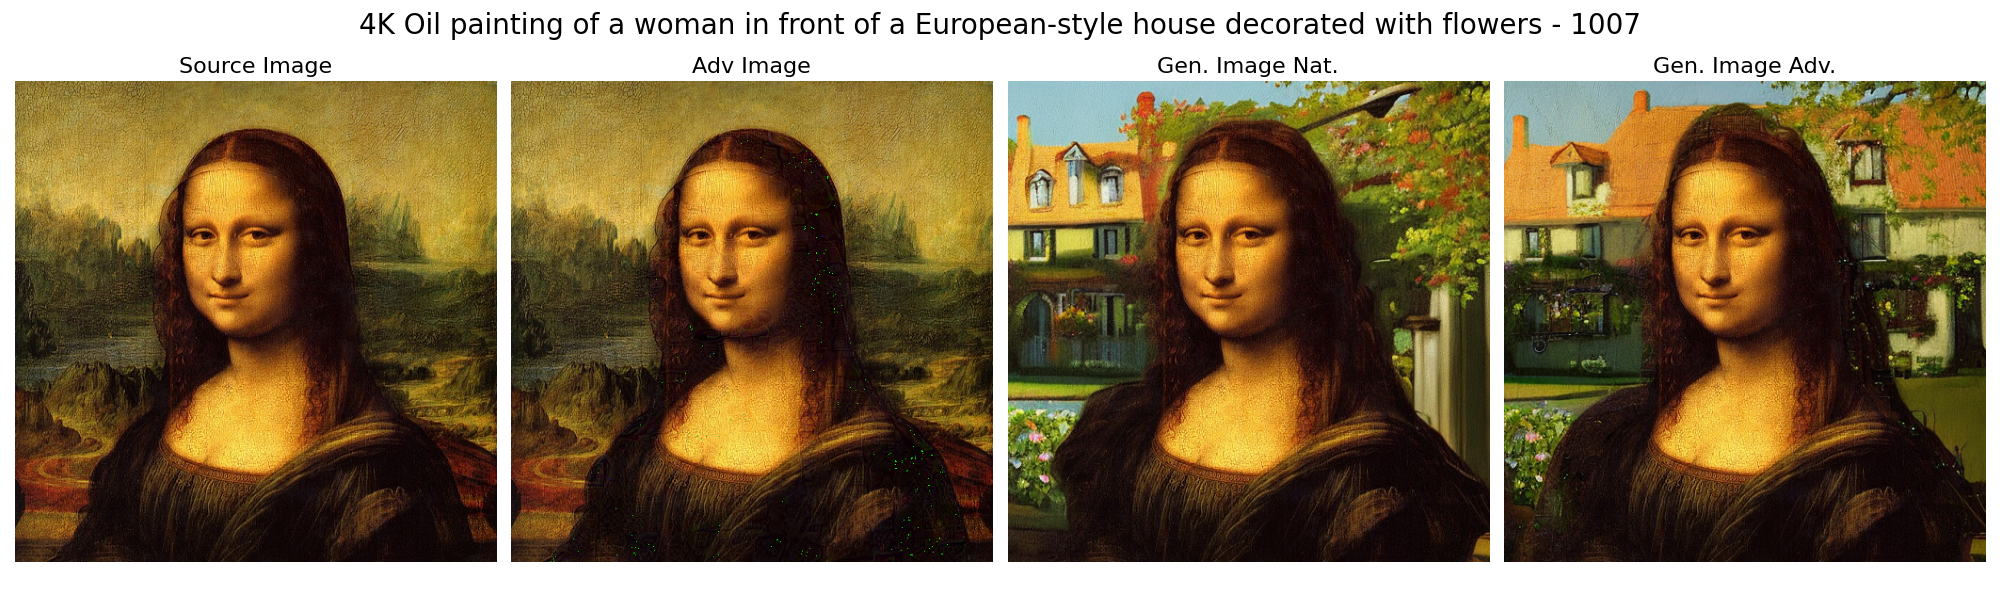 4K Oil painting of a woman in front of a European-style house decorated with flowers - 1007
Source Image
Adv Image
Gen. Image Nat.
Gen. Image Adv.